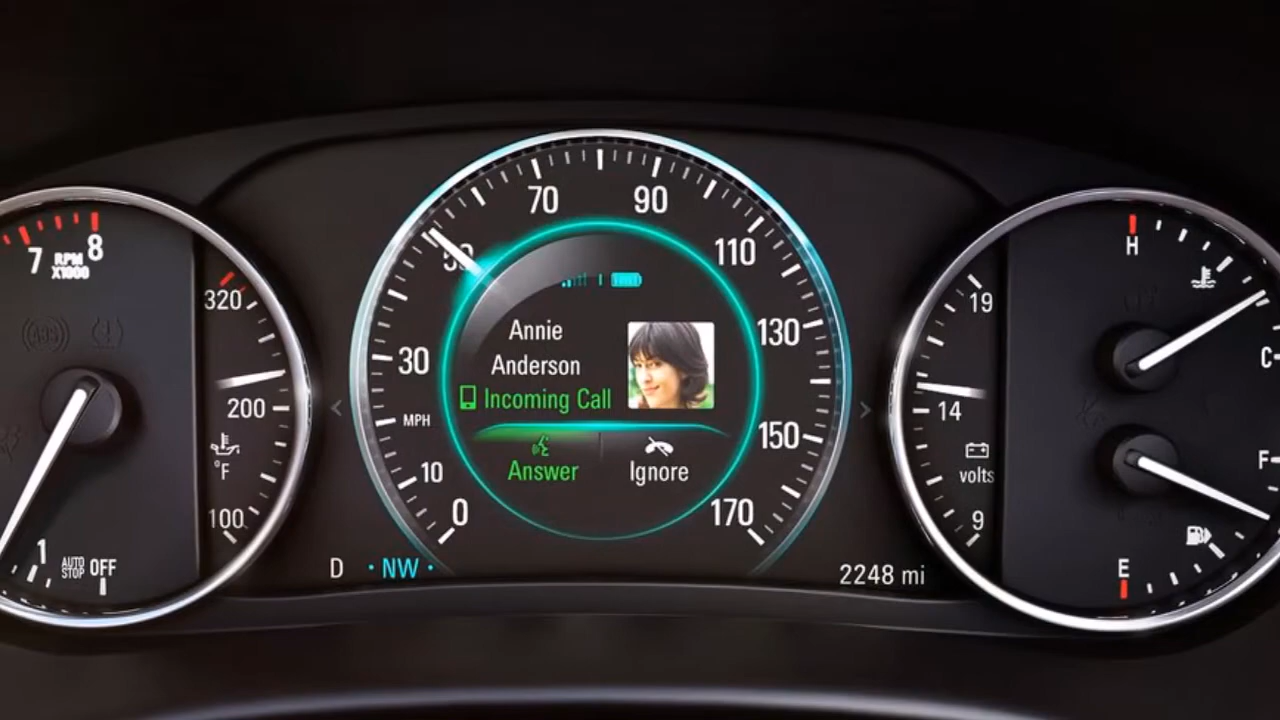 7
8
RPM
X1000
1
AUTO
STOP
OFF
320
200
°F
100
0
10
MPH
30
50
70
90
110
130
150
170
Annie
Anderson
Incoming Call
Answer
Ignore
D
NW
2248 mi
19
14
volts
9
H
C
F
E